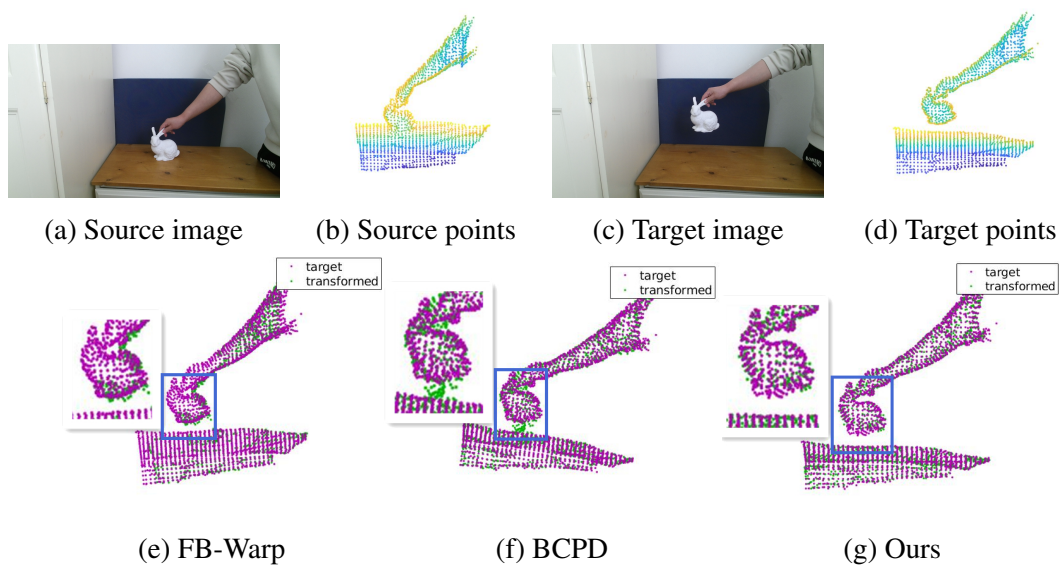 (a) Source image
(b) Source points
(c) Target image
(d) Target points
target
transformed
target
transformed
target
transformed
(e) FB-Warp
(f) BCPD
(g) Ours